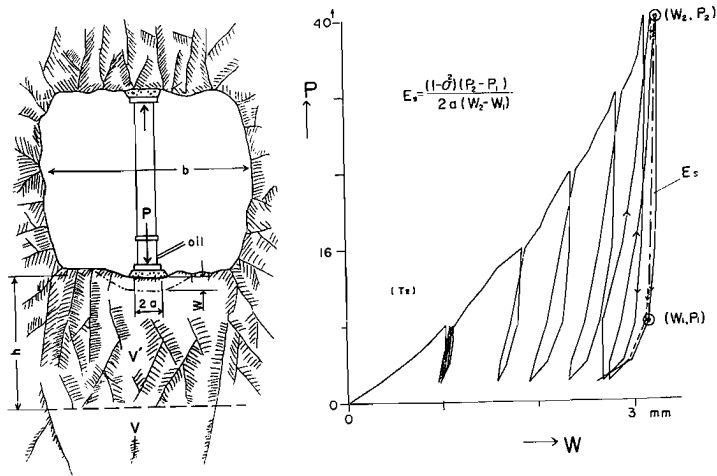 b
P
oil
2a
W
h
V'
V
40t
P
(W₂, P₂)
Es=(1-σ²)(P₂-P₁)/2a(W₂-W₁)
Es
16
(Tz)
(W₁,P₁)
0
3 mm
W